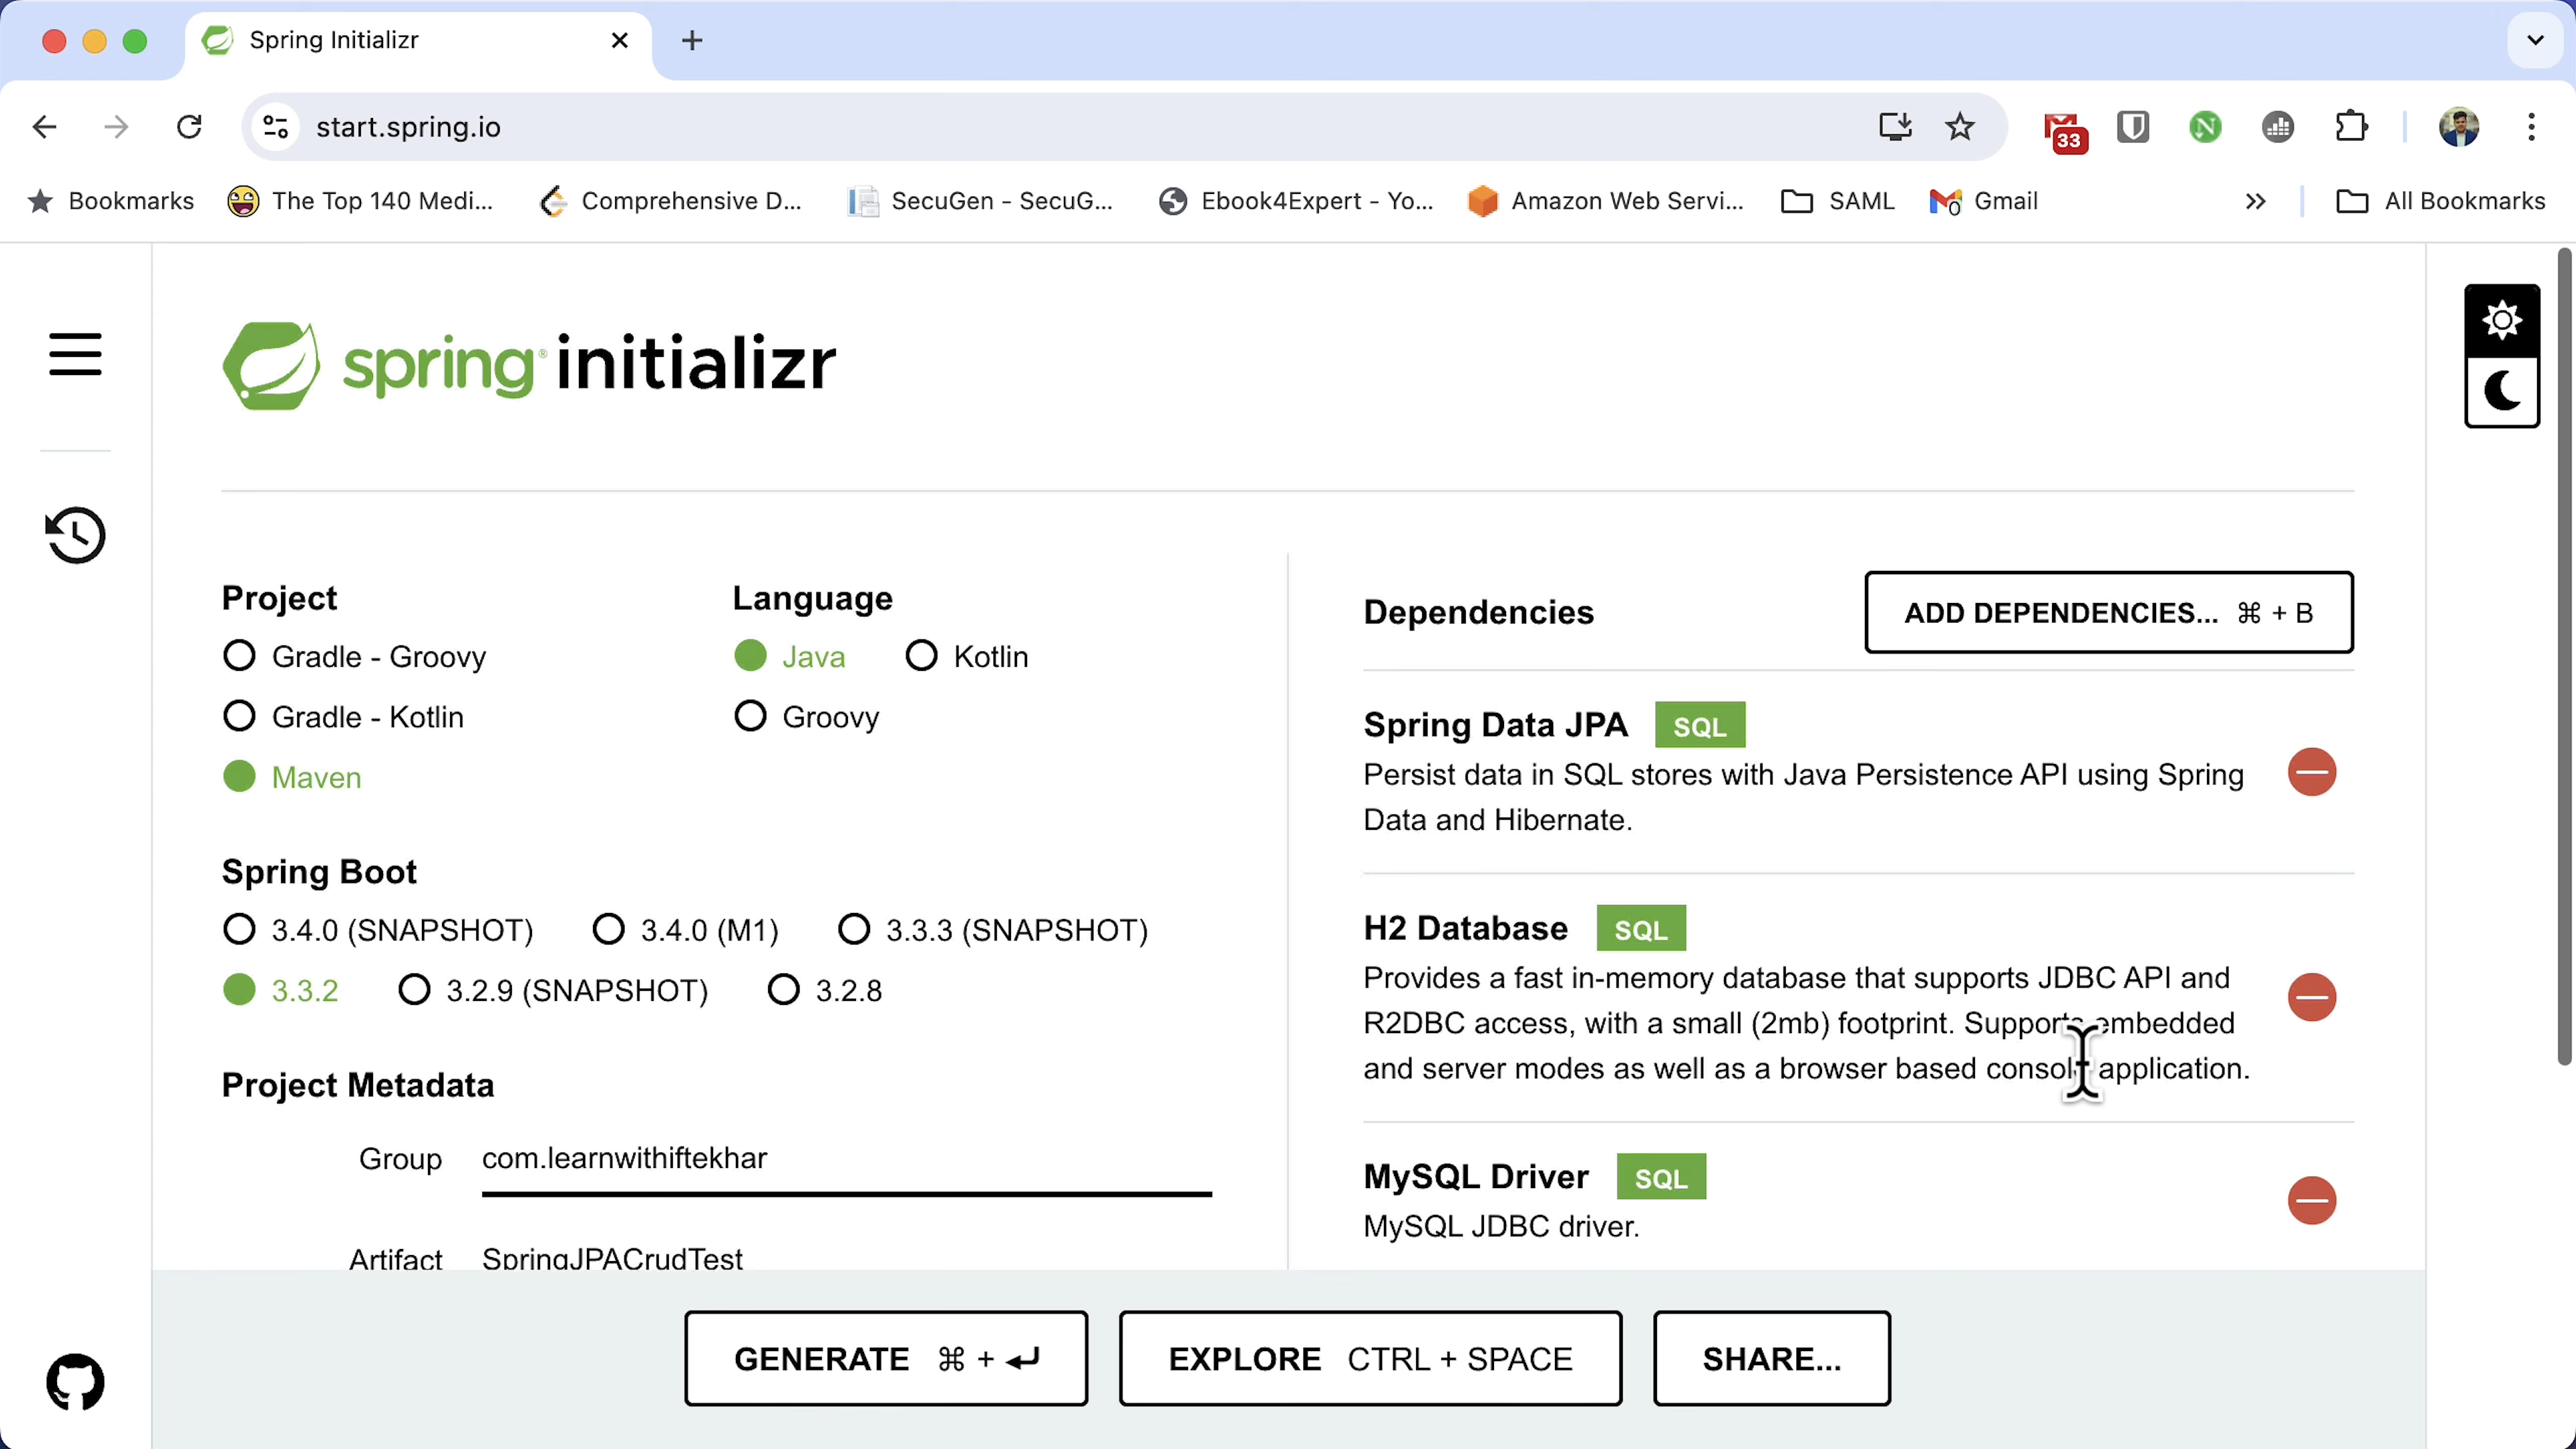 Spring Initializr
start.spring.io
33
Bookmarks
The Top 140 Medi...
Comprehensive D...
SecuGen - SecuG...
Ebook4Expert - Yo...
Amazon Web Servi...
SAML
Gmail
All Bookmarks
spring initializr
Project
Gradle - Groovy
Gradle - Kotlin
Maven
Language
Java
Kotlin
Groovy
Spring Boot
3.4.0 (SNAPSHOT)
3.4.0 (M1)
3.3.3 (SNAPSHOT)
3.3.2
3.2.9 (SNAPSHOT)
3.2.8
Project Metadata
Group com.learnwithiftekhar
Artifact SpringJPACrudTest
Dependencies
ADD DEPENDENCIES... ⌘ + B
Spring Data JPA SQL
Persist data in SQL stores with Java Persistence API using Spring
Data and Hibernate.
H2 Database SQL
Provides a fast in-memory database that supports JDBC API and
R2DBC access, with a small (2mb) footprint. Supports embedded
and server modes as well as a browser based console application.
MySQL Driver SQL
MySQL JDBC driver.
GENERATE ⌘ + ↵
EXPLORE CTRL + SPACE
SHARE...